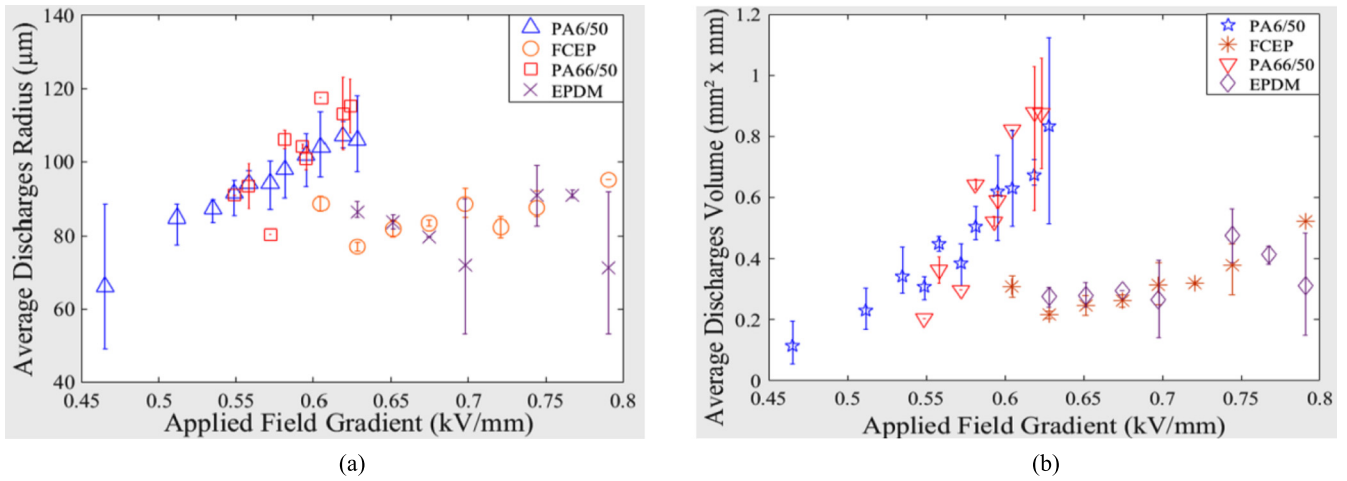 140
120
100
80
60
40
0.45 0.5 0.55 0.6 0.65 0.7 0.75 0.8
Average Discharges Radius (μm)
Applied Field Gradient (kV/mm)
PA6/50
FCEP
PA66/50
EPDM
(a)
1.2
1
0.8
0.6
0.4
0.2
0
0.45 0.5 0.55 0.6 0.65 0.7 0.75 0.8
Average Discharges Volume (mm² x mm)
Applied Field Gradient (kV/mm)
PA6/50
FCEP
PA66/50
EPDM
(b)